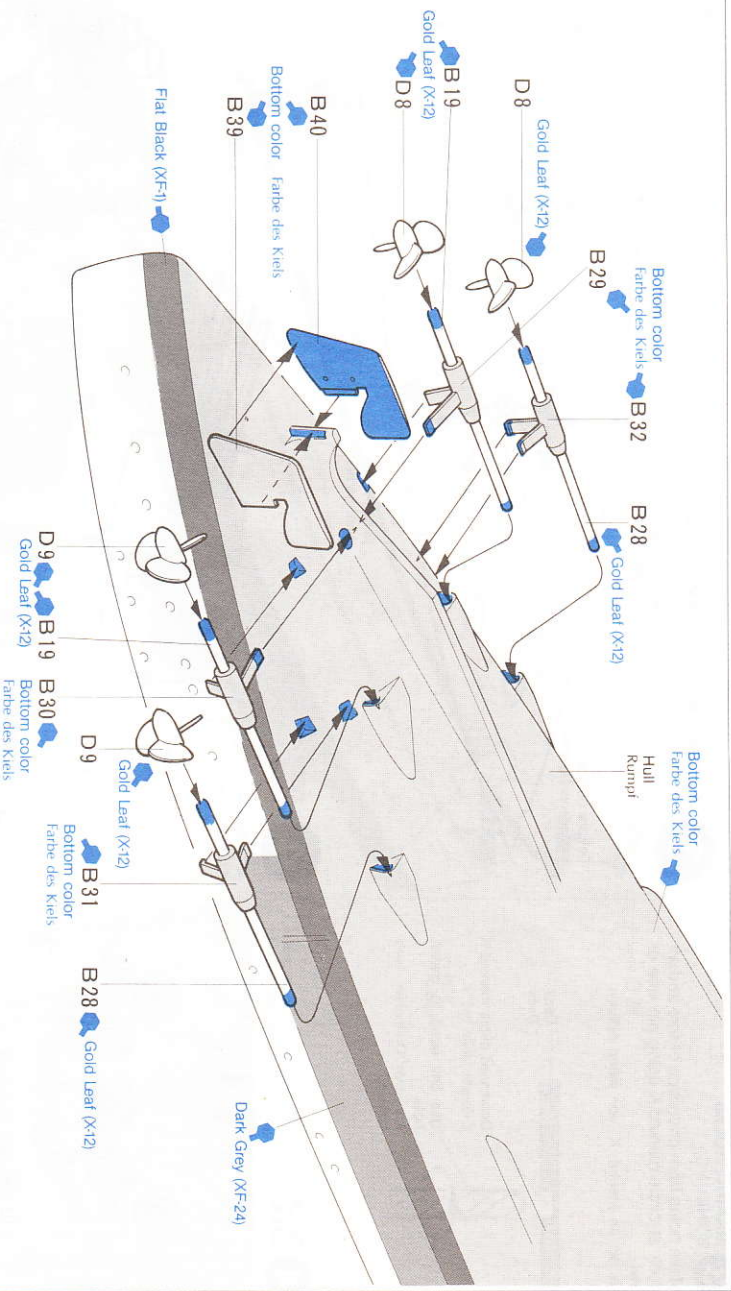 Gold Leaf (X-12)
B19
D8
D8
Gold Leaf (X-12)
B29
Bottom color
Farbe des Kiels
B32
B28
Gold Leaf (X-12)
Bottom color
Farbe des Kiels
Hull
Rumpf
B40
Bottom color Farbe des Kiels
B39
Flat Black (XF-1)
D9
Gold Leaf (X-12)
B19
B30
Bottom color
Farbe des Kiels
D9
Gold Leaf (X-12)
B31
Bottom color
Farbe des Kiels
B28
Gold Leaf (X-12)
Dark Grey (XF-24)